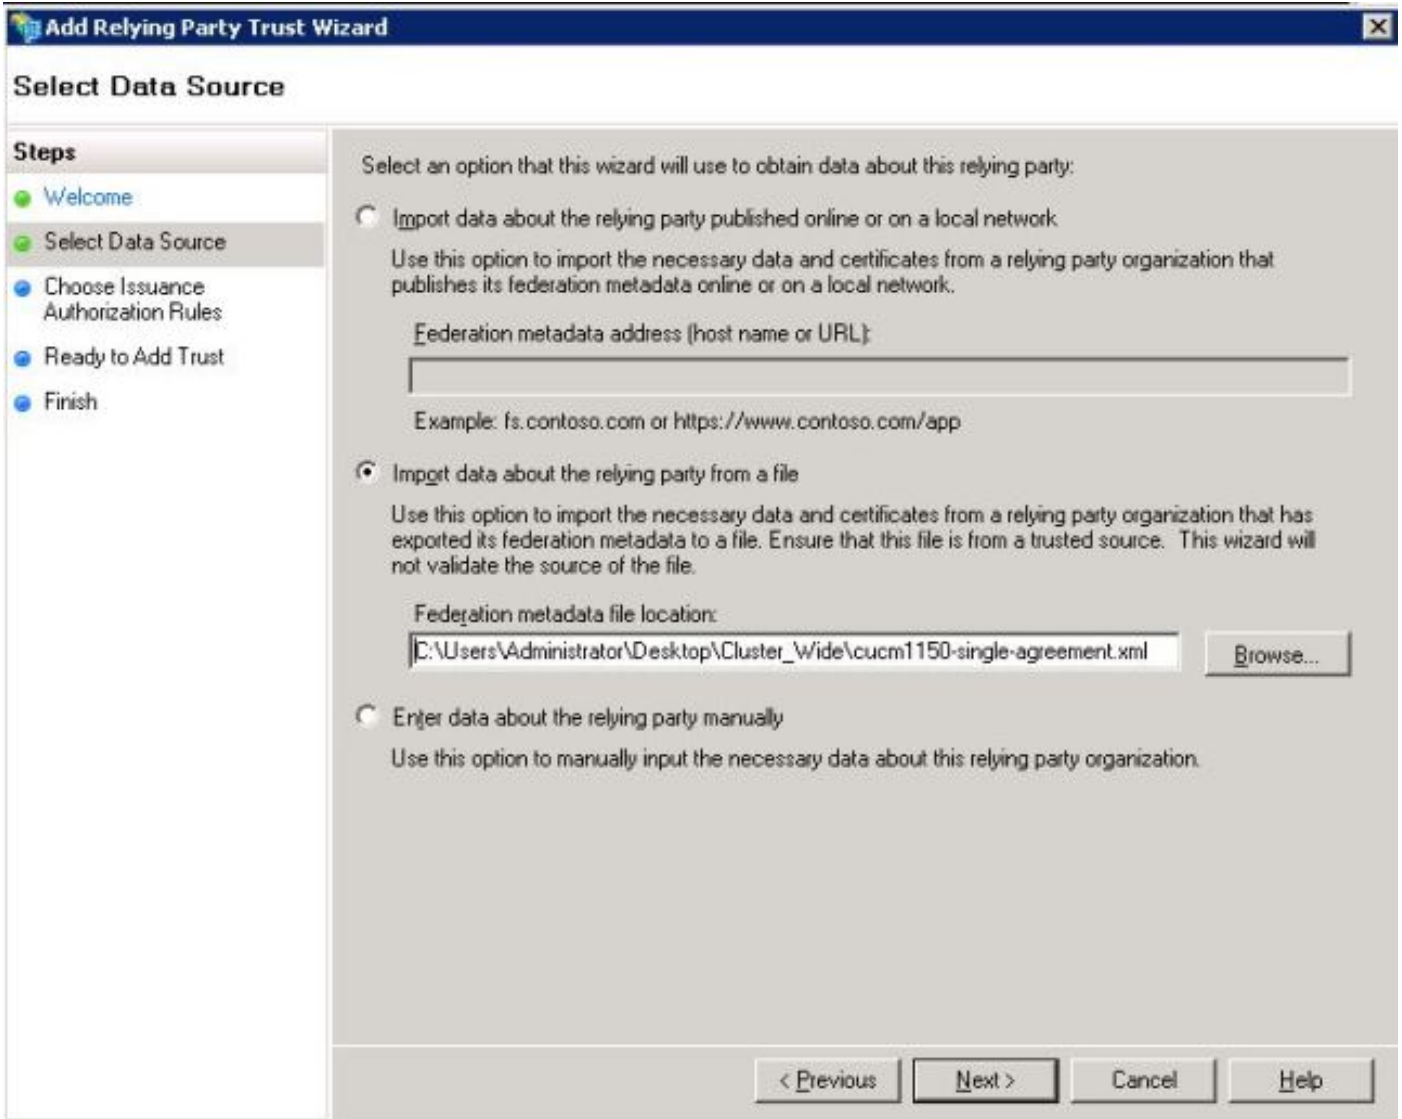 Add Relying Party Trust Wizard
Select Data Source
Steps
Welcome
Select Data Source
Choose Issuance
Authorization Rules
Ready to Add Trust
Finish
Select an option that this wizard will use to obtain data about this relying party:
Import data about the relying party published online or on a local network
Use this option to import the necessary data and certificates from a relying party organization that
publishes its federation metadata online or on a local network.
Federation metadata address (host name or URL):
Example: fs.contoso.com or https://www.contoso.com/app
Import data about the relying party from a file
Use this option to import the necessary data and certificates from a relying party organization that has
exported its federation metadata to a file. Ensure that this file is from a trusted source. This wizard will
not validate the source of the file.
Federation metadata file location:
C:\Users\Administrator\Desktop\Cluster_Wide\cucm1150-single-agreement.xml
Browse...
Enter data about the relying party manually
Use this option to manually input the necessary data about this relying party organization.
< Previous
Next >
Cancel
Help